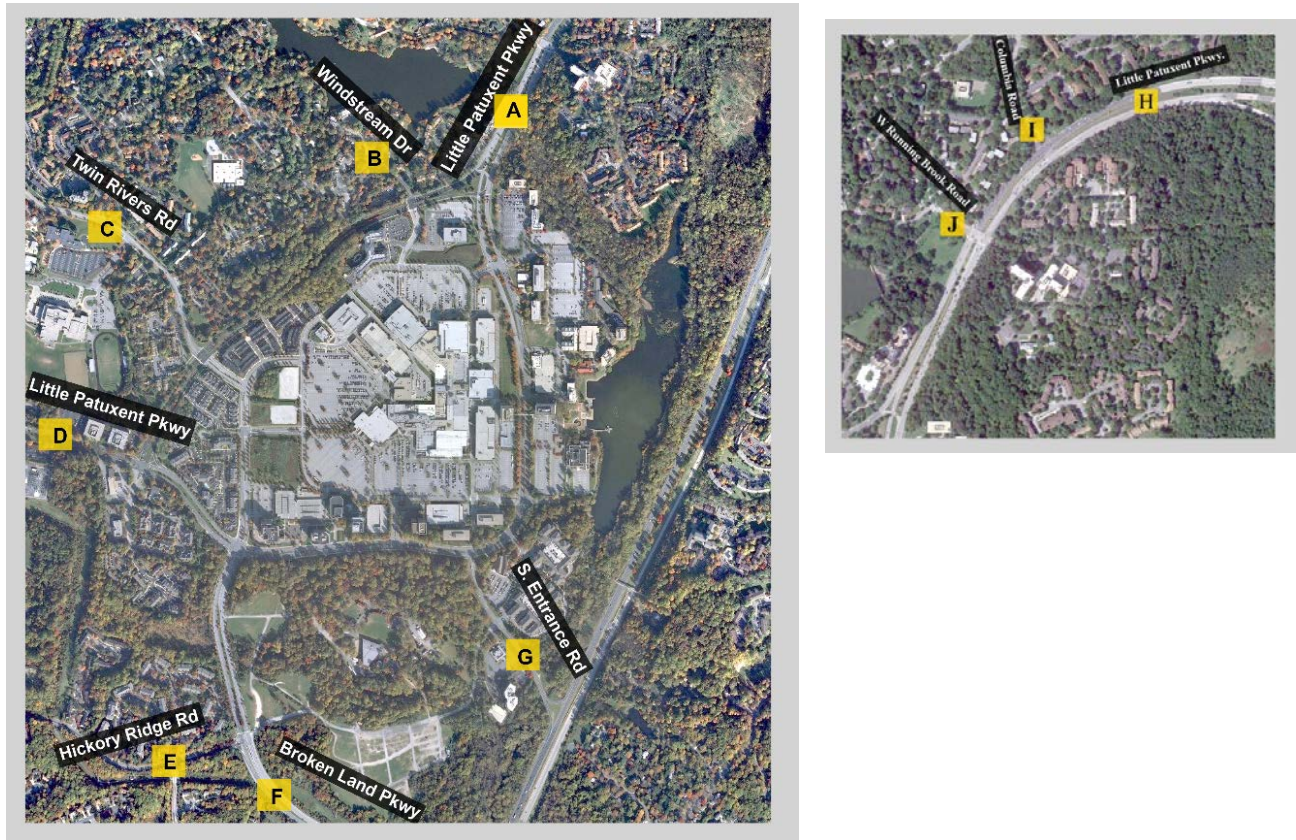 Little Patuxent Pkwy
A
Windstream Dr
B
Twin Rivers Rd
C
Little Patuxent Pkwy
D
S. Entrance Rd
G
Hickory Ridge Rd
E
Broken Land Pkwy
F
Little Patuxent Pkwy.
H
Columbia Road
I
W Running Brook Road
J